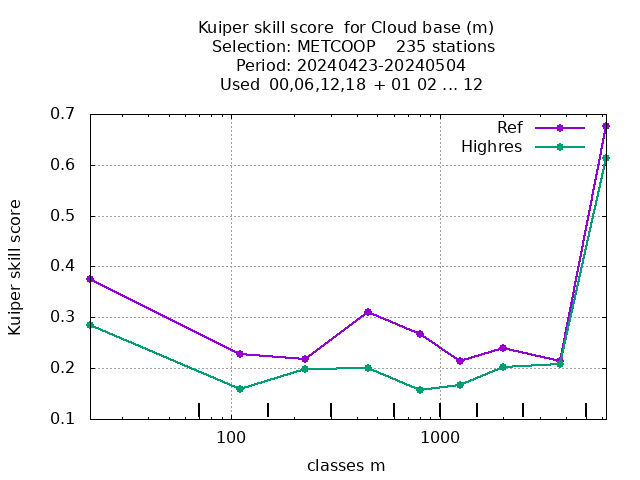 Kuiper skill score  for Cloud base (m)
Selection: METCOOP    235 stations
Period: 20240423-20240504
Used  00,06,12,18  + 01 02 ... 12
0.7
Ref
Highres
0.6
0.5
0.4
0.3
0.2
0.1
Kuiper skill score
100
1000
classes m